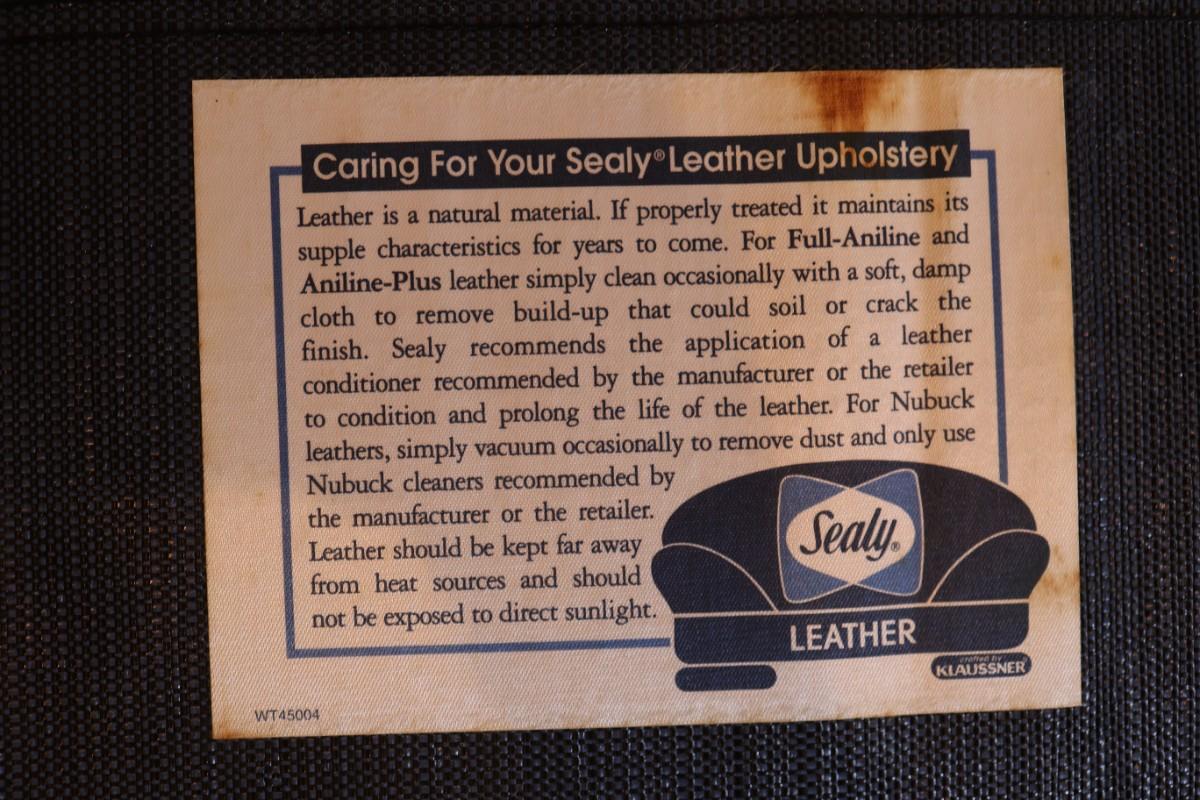 Caring For Your Sealy® Leather Upholstery
Leather is a natural material. If properly treated it maintains its
supple characteristics for years to come. For Full-Aniline and
Aniline-Plus leather simply clean occasionally with a soft, damp
cloth to remove build-up that could soil or crack the
finish. Sealy recommends the application of a leather
conditioner recommended by the manufacturer or the retailer
to condition and prolong the life of the leather. For Nubuck
leathers, simply vacuum occasionally to remove dust and only use
Nubuck cleaners recommended by
the manufacturer or the retailer.
Leather should be kept far away
from heat sources and should
not be exposed to direct sunlight.
Sealy®
LEATHER
crafted by
KLAUSSNER®
WT45004